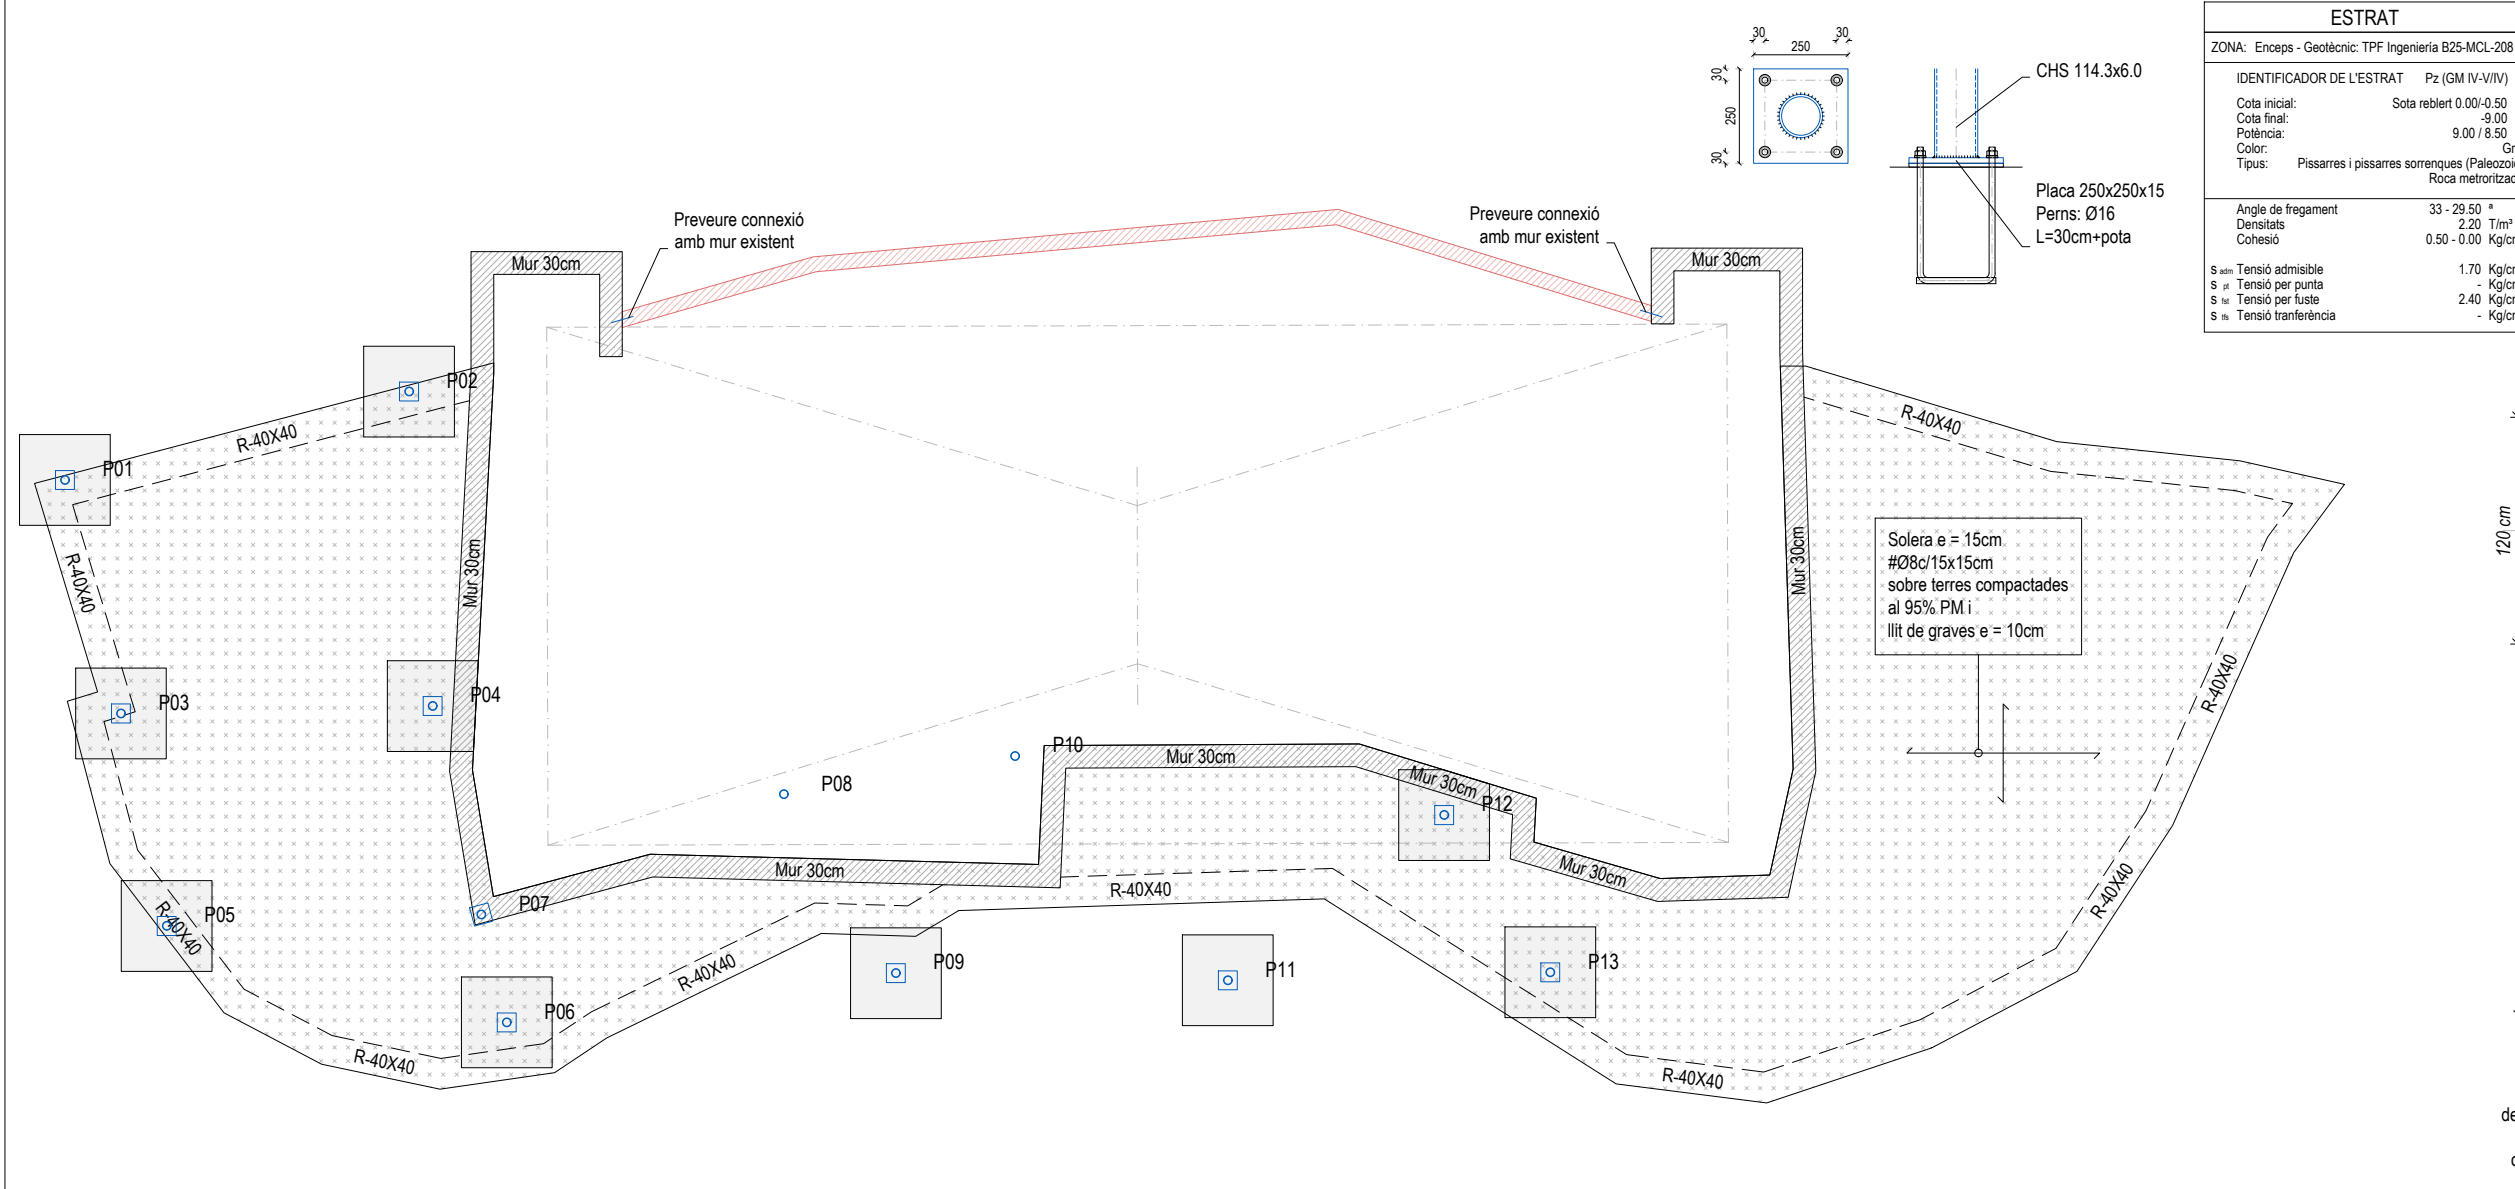 ESTRAT
ZONA: Enceps - Geotècnic: TPF Ingeniería B25-MCL-208
IDENTIFICADOR DE L'ESTRAT Pz (GM IV-V/IV)
Cota inicial: Sota reblert 0.00/-0.50
Cota final: -9.00
Potència: 9.00 / 8.50
Color: Gr
Tipus: Pissarres i pissarres sorrenques (Paleozoi
Roca metroritzad
Angle de fregament 33 - 29.50 ª
Densitats 2.20 T/m³
Cohesió 0.50 - 0.00 Kg/c
S adm Tensió admisible 1.70 Kg/c
S pt Tensió per punta - Kg/c
S fst Tensió per fuste 2.40 Kg/c
S tfs Tensió tranferència - Kg/c
30
250
30
30
250
30
CHS 114.3x6.0
Placa 250x250x15
Perns: Ø16
L=30cm+pota
Preveure connexió
amb mur existent
Preveure connexió
amb mur existent
Mur 30cm
Mur 30cm
P02
R-40X40
P01
R-40X40
R-40X40
120 cm
Solera e = 15cm
#Ø8c/15x15cm
sobre terres compactades
al 95% PM i
llit de graves e = 10cm
Mur 30cm
Mur 30cm
P03
P04
R-40X40
P08
P10
Mur 30cm
Mur 30cm
P12
Mur 30cm
Mur 30cm
R-40X40
R-40X40
P07
P05
R-40X40
R-40X40
P09
P11
P13
P06
R-40X40
R-40X40
de